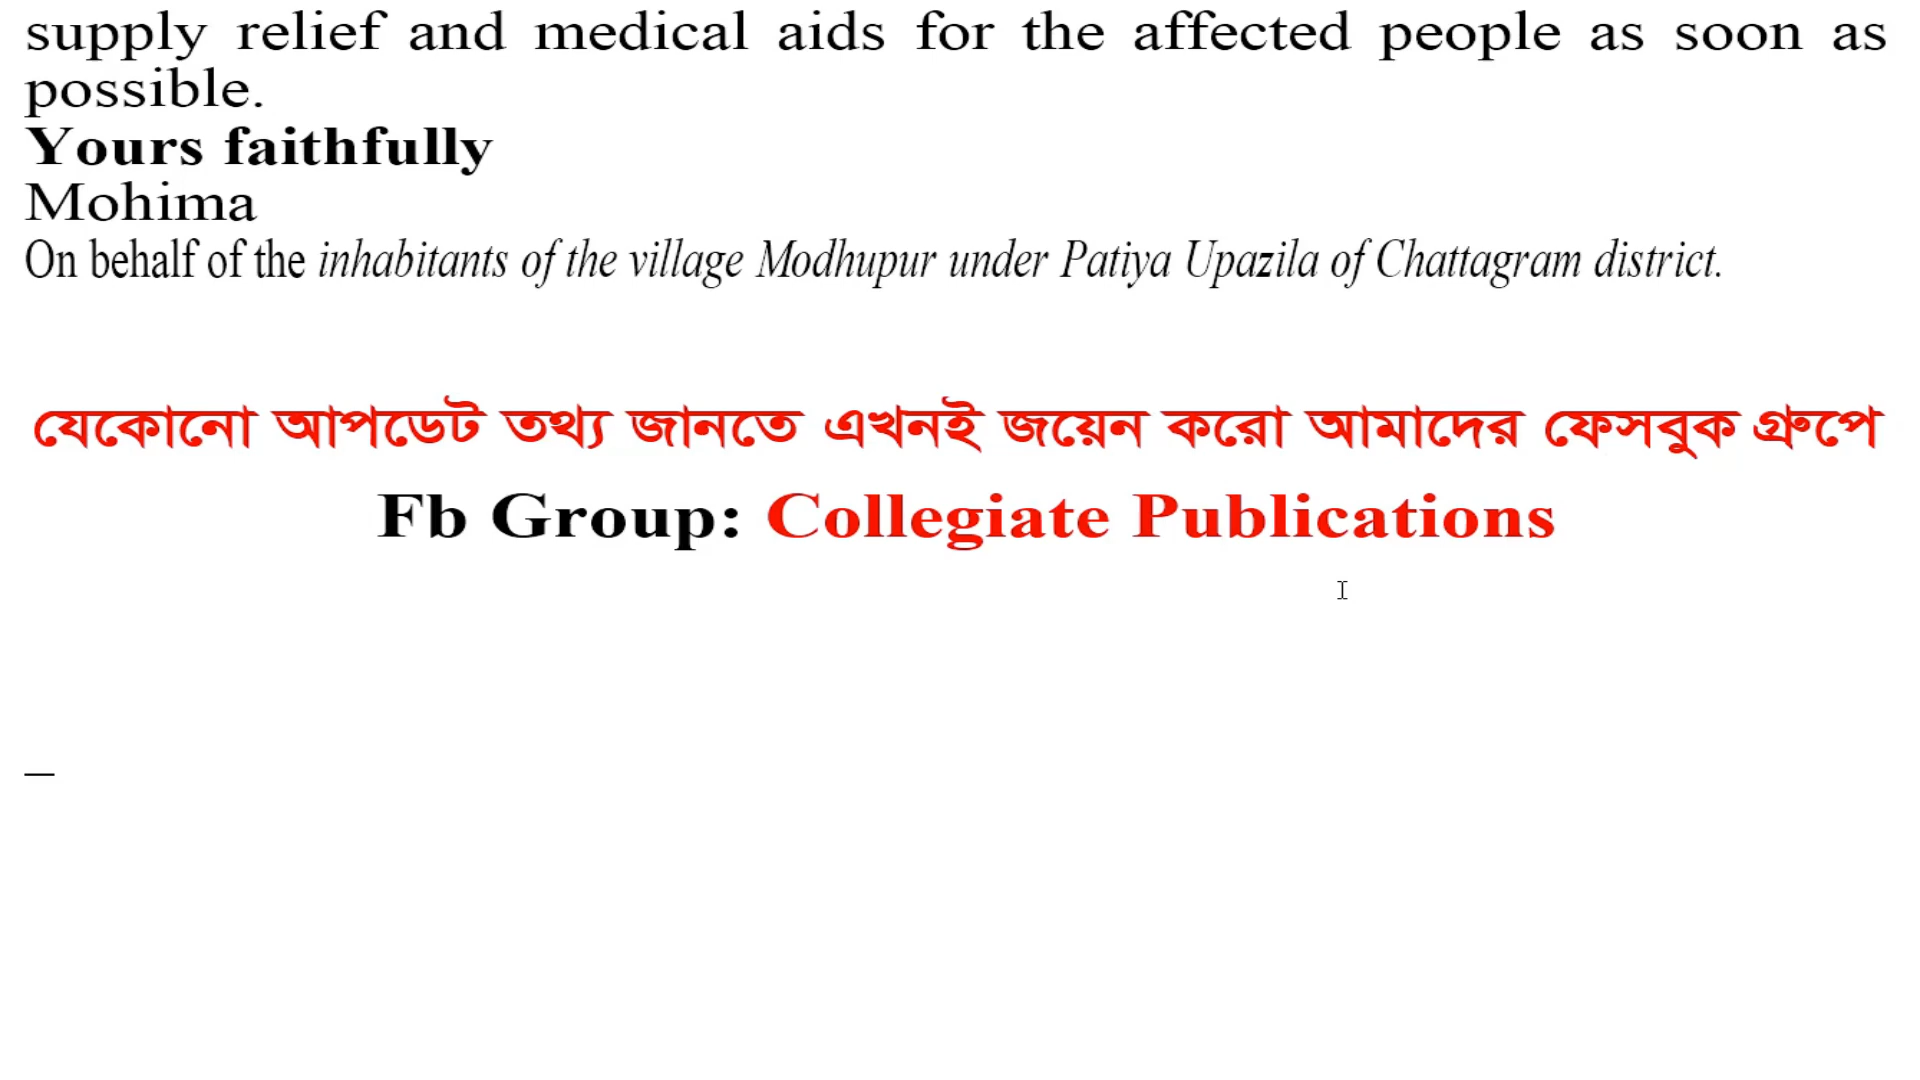 supply relief and medical aids for the affected people as soon as
possible.
Yours faithfully
Mohima
On behalf of the inhabitants of the village Modhupur under Patiya Upazila of Chattagram district.
যেকোনো আপডেট তথ্য জানতে এখনই জয়েন করো আমাদের ফেসবুক গ্রুপে
Fb Group: Collegiate Publications